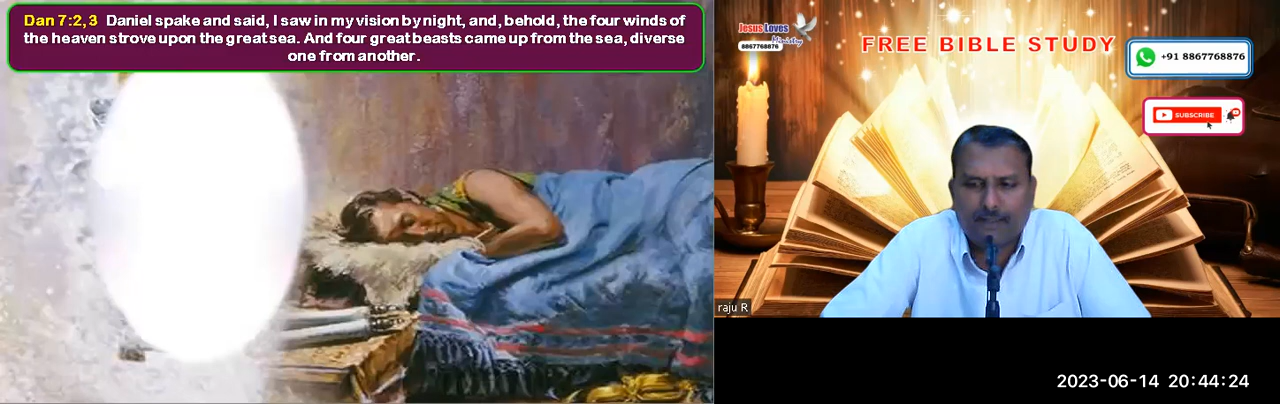 Dan 7:2,3 Daniel spake and said, I saw in my vision by night, and, behold, the four winds of
the heaven strove upon the great sea. And four great beasts came up from the sea, diverse
one from another.
Jesus Loves
Ministry
8867768876
FREE BIBLE STUDY
+91 8867768876
SUBSCRIBE
raju R
2023-06-14 20:44:24